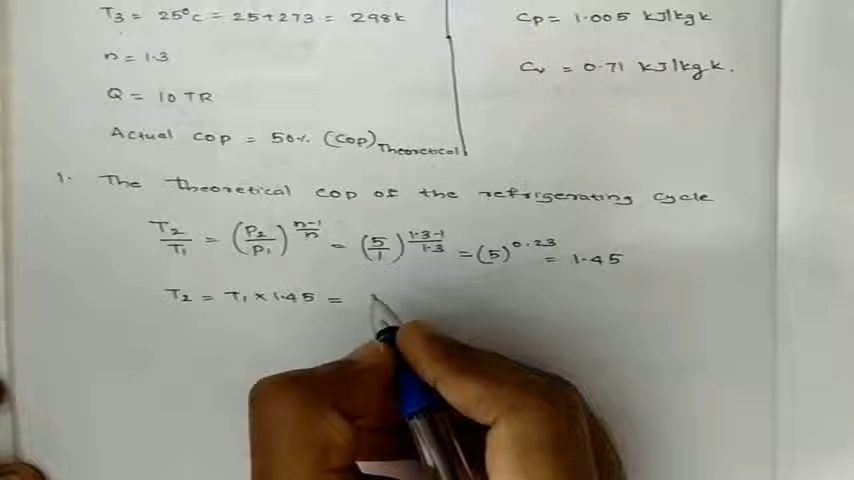 T3 = 25°C = 25+273 = 298k
n = 1.3
Q = 10 TR
Actual COP = 50% (COP)Theoretical
Cp = 1.005 kJ/kg k
Cv = 0.71 kJ/kg k.
1. The theoretical cop of the refrigerating cycle
T2/T1 = (P2/P1)^(n-1/n) = (5/1)^(1.3-1/1.3) = (5)^0.23 = 1.45
T2 = T1 × 1.45 =